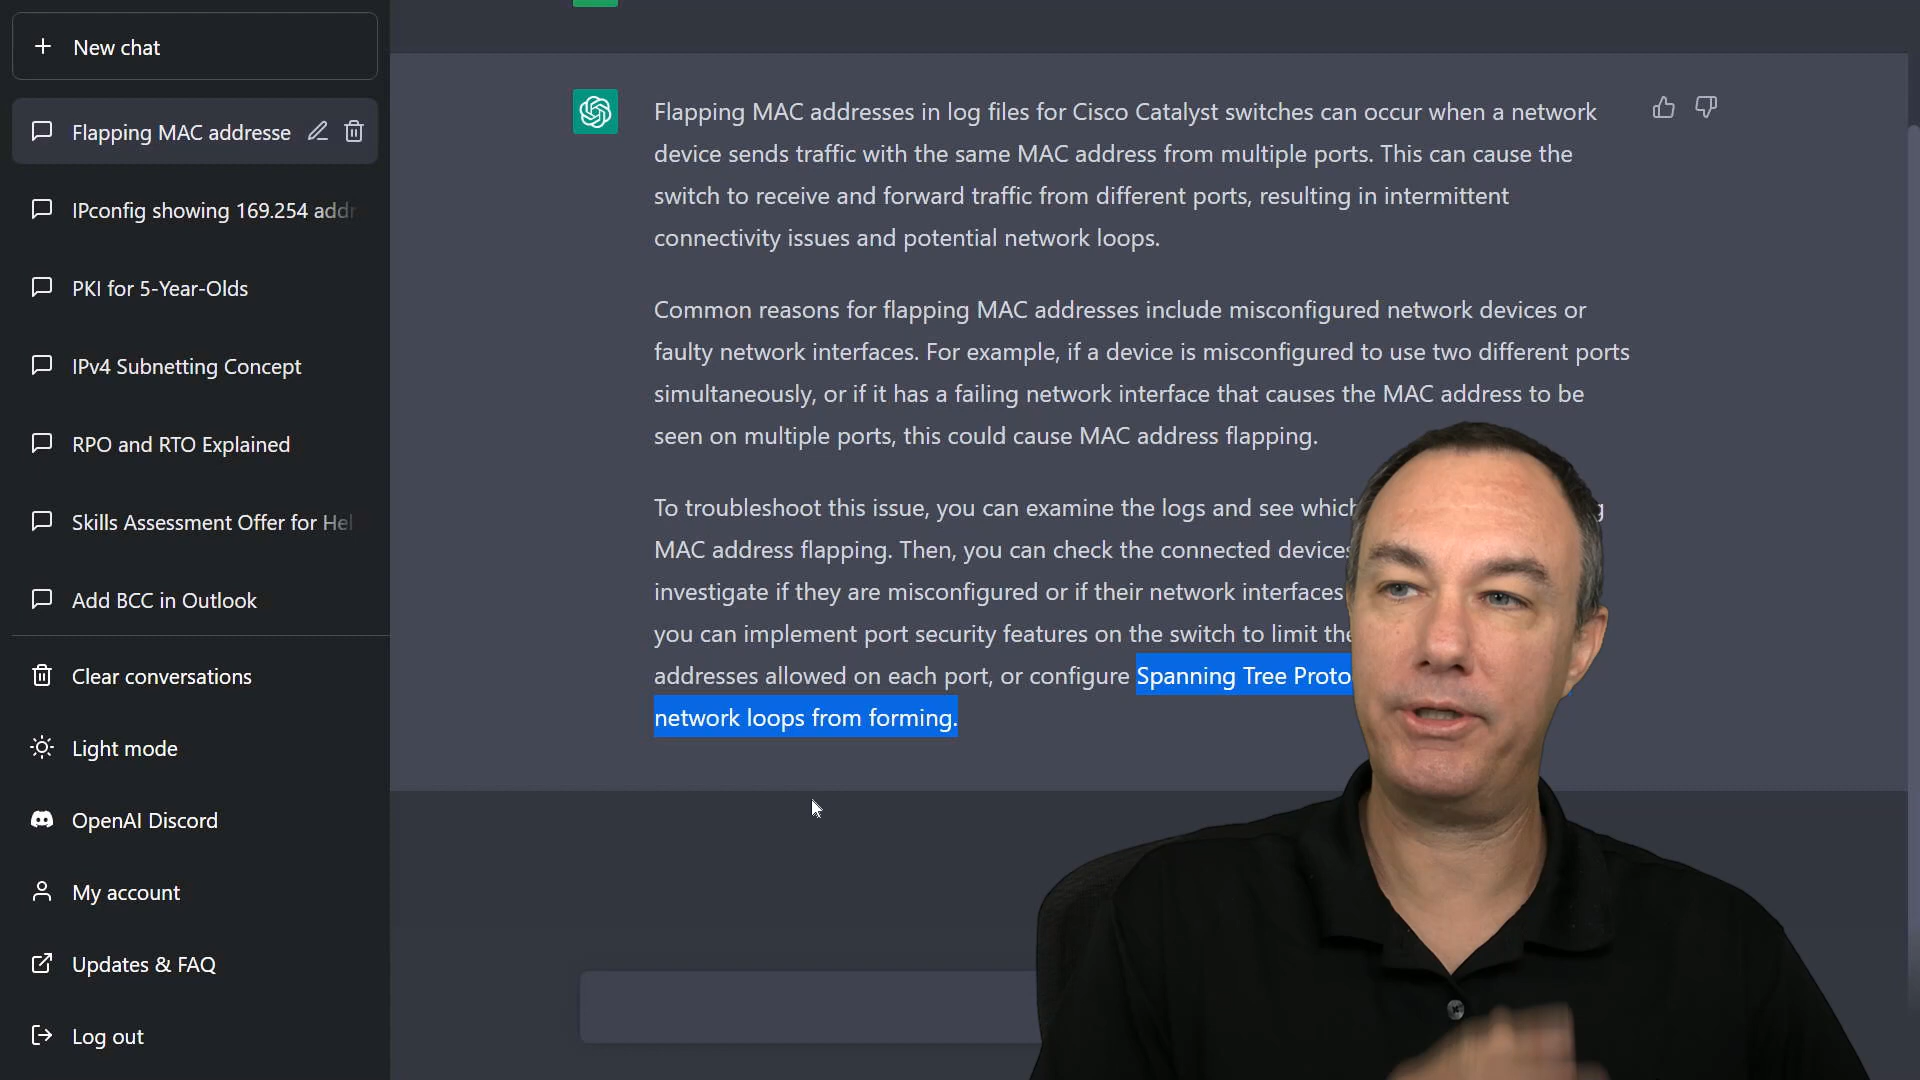 New chat
Flapping MAC addresse
IPconfig showing 169.254 addr
PKI for 5-Year-Olds
IPv4 Subnetting Concept
RPO and RTO Explained
Skills Assessment Offer for Hel
Add BCC in Outlook
Clear conversations
Light mode
OpenAI Discord
My account
Updates & FAQ
Log out
Flapping MAC addresses in log files for Cisco Catalyst switches can occur when a network
device sends traffic with the same MAC address from multiple ports. This can cause the
switch to receive and forward traffic from different ports, resulting in intermittent
connectivity issues and potential network loops.
Common reasons for flapping MAC addresses include misconfigured network devices or
faulty network interfaces. For example, if a device is misconfigured to use two different ports
simultaneously, or if it has a failing network interface that causes the MAC address to be
seen on multiple ports, this could cause MAC address flapping.
To troubleshoot this issue, you can examine the logs and see which
MAC address flapping. Then, you can check the connected devices
investigate if they are misconfigured or if their network interfaces
you can implement port security features on the switch to limit the
addresses allowed on each port, or configure Spanning Tree Proto
network loops from forming.